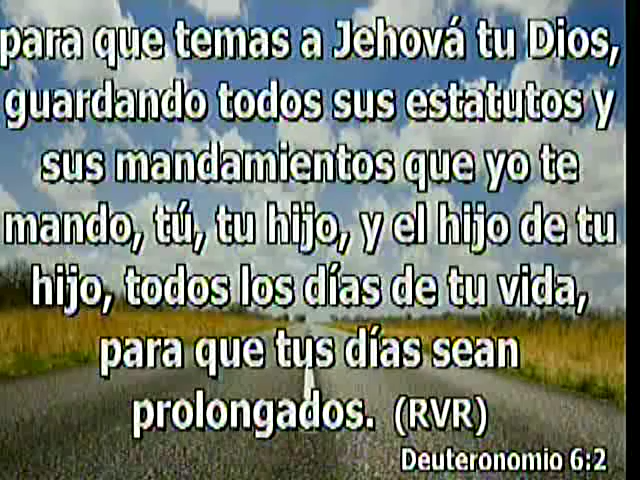 para que temas a Jehová tu Dios,
guardando todos sus estatutos y
sus mandamientos que yo te
mando, tú, tu hijo, y el hijo de tu
hijo, todos los días de tu vida,
para que tus días sean
prolongados. (RVR)
Deuteronomio 6:2